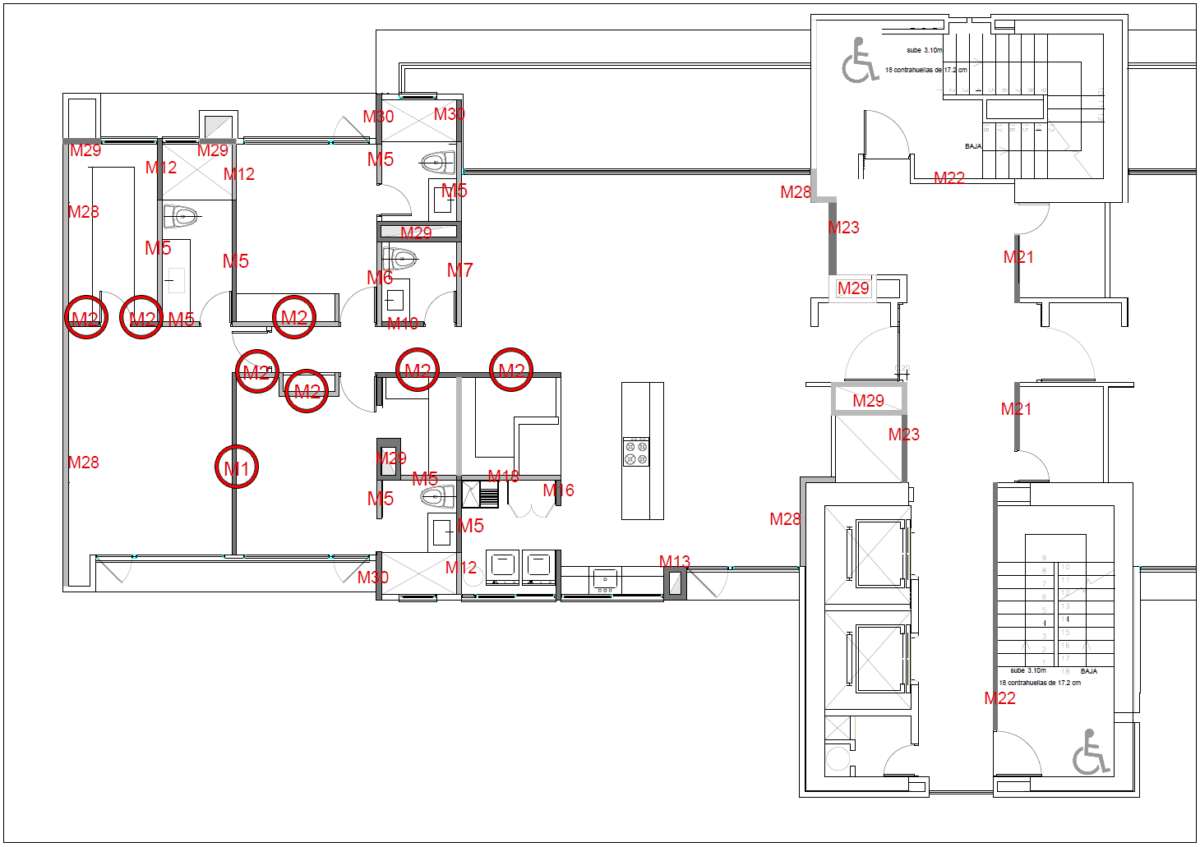 sube 3.10m
18 contrahuellas de 17.2 cm
BAJA
M30
M30
M29
M29
M12
M12
M5
M5
M22
M28
M28
M23
M29
M5
M5
M6
M7
M21
M29
M2
M2
M2
M5
M10
M2
M2
M2
M2
M29
M21
M23
M28
M1
M29
M5
M18
M16
M5
M5
M28
M12
M13
M30
9 10
8 11
7 12
6 13
5 14
4 15
3 16
2 17
1 18
sube 3.10m
BAJA
18 contrahuellas de 17.2 cm
M22